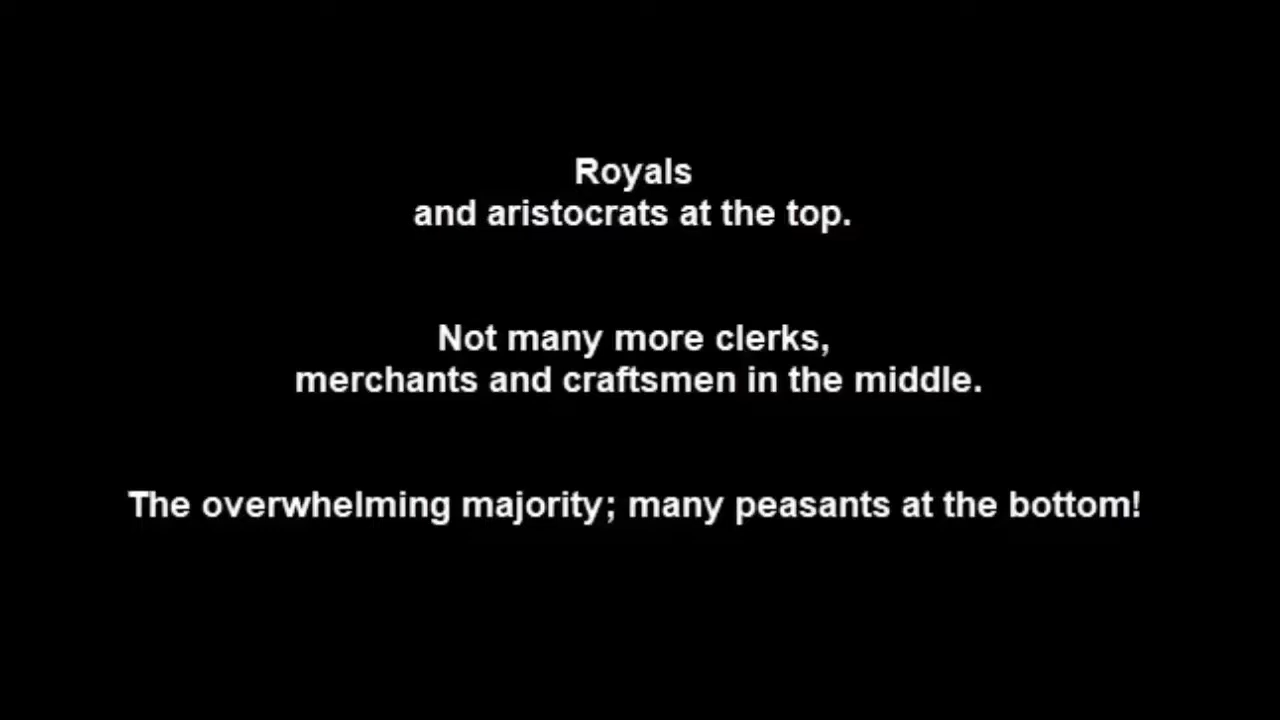 Royals
and aristocrats at the top.
Not many more clerks,
merchants and craftsmen in the middle.
The overwhelming majority; many peasants at the bottom!